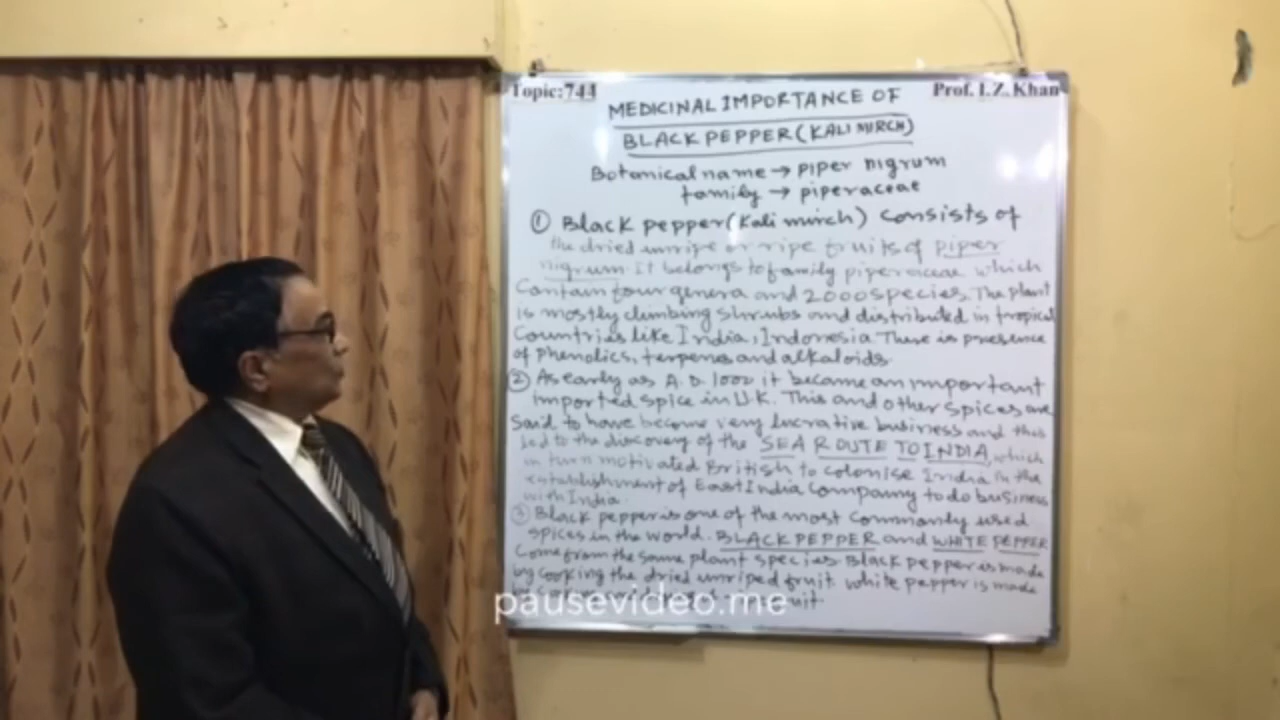 Topic:744
Prof. I.Z. Khan
MEDICINAL IMPORTANCE OF
BLACK PEPPER (KALI MIRCH)
Botanical name → piper nigrum
family → piperaceae
① Black pepper (Kali mirch) consists of
the dried unripe or ripe fruits of piper
nigrum. It belongs to family piperaceae which
Contain four genera and 2000 species. The plant
is mostly climbing shrubs and distributed in tropical
Countries like India, Indonesia There is presence
of phenolics, terpenes and alkaloids.
② As early as A.D. 1000 it became an important
imported spice in U.K. This and other spices are
Said to have become very lucrative business and this
led to the discovery of the SEA ROUTE TO INDIA, which
in turn motivated British to colonise India in the
establishment of East India Company to do business
with India.
③ Black pepper is one of the most commonly used
spices in the world. BLACK PEPPER and WHITE PEPPER
Come from the same plant species. Black pepper is made
by cooking the dried unriped fruit. White pepper is made
by fruit.
pausevideo.me